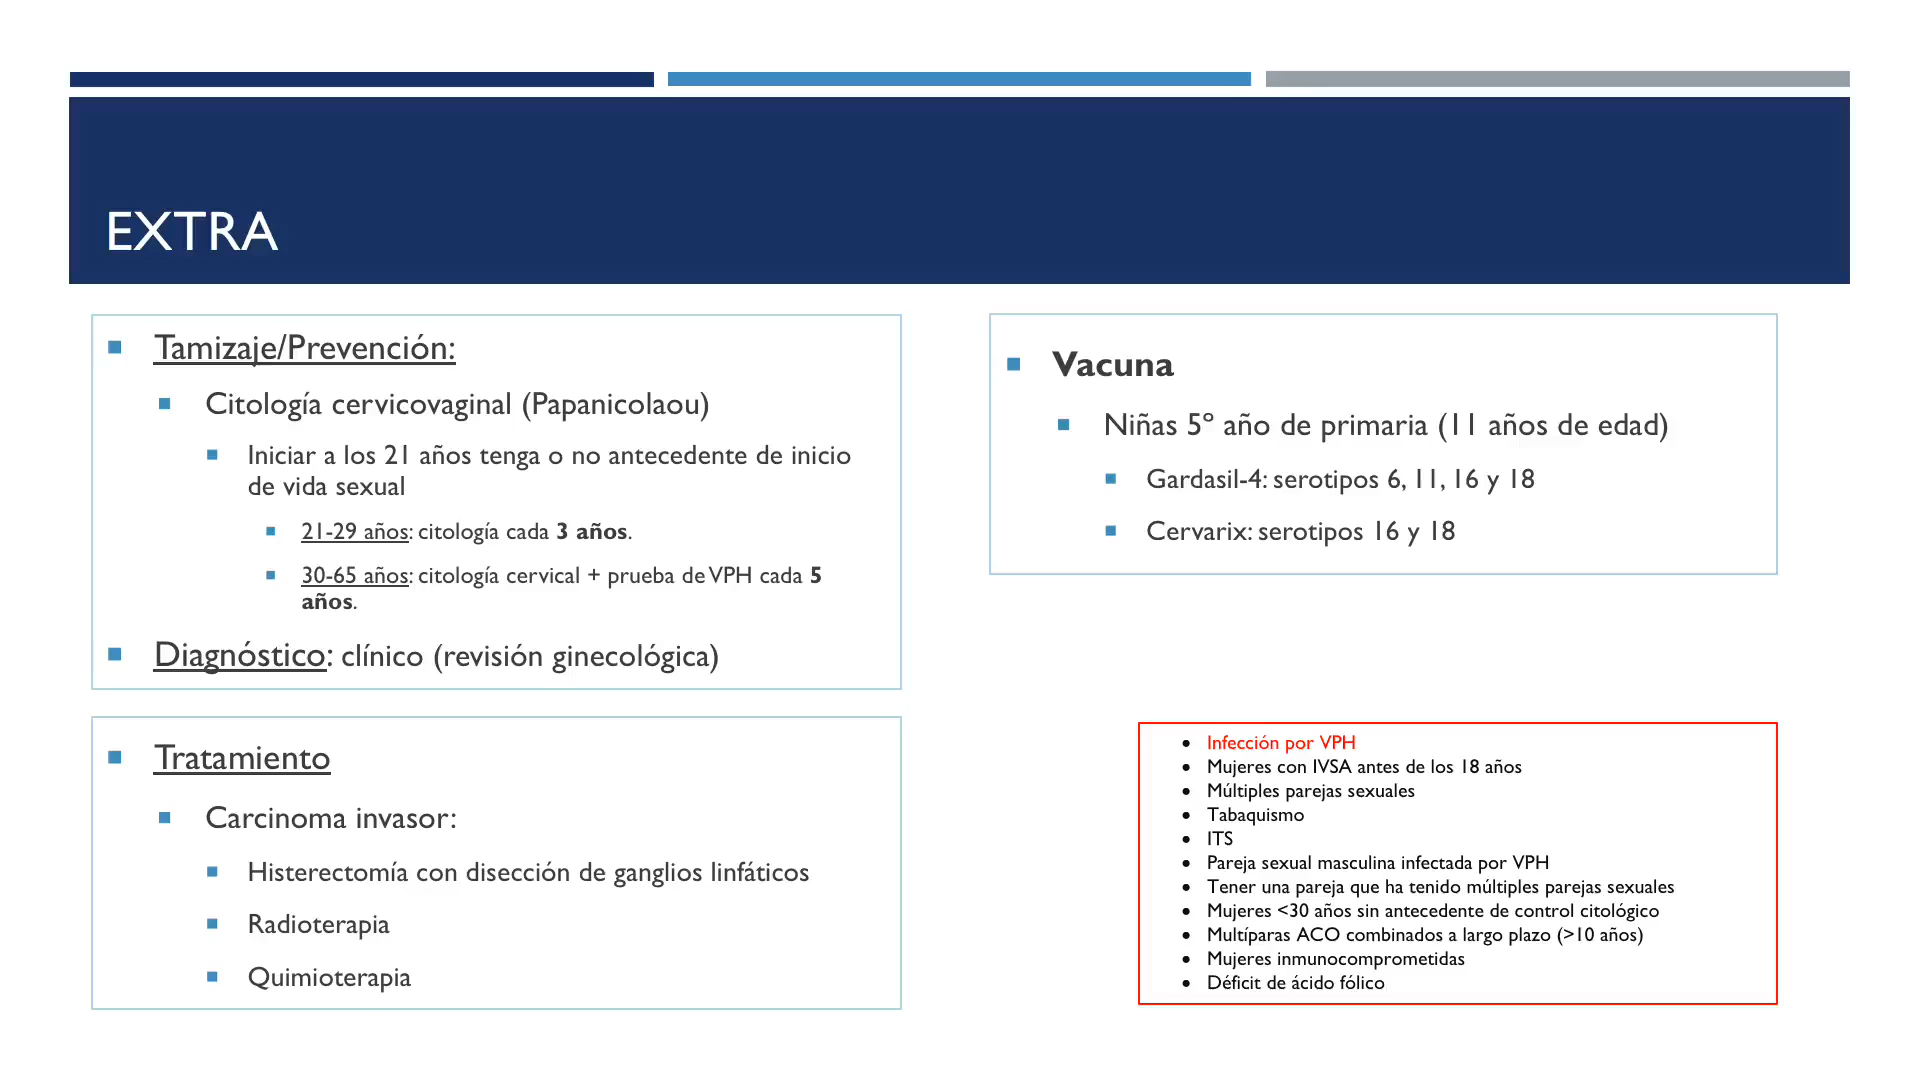 EXTRA
Tamizaje/Prevención:
Citología cervicovaginal (Papanicolaou)
Iniciar a los 21 años tenga o no antecedente de inicio
de vida sexual
21-29 años: citología cada 3 años.
30-65 años: citología cervical + prueba de VPH cada 5
años.
Diagnóstico: clínico (revisión ginecológica)
Tratamiento
Carcinoma invasor:
Histerectomía con disección de ganglios linfáticos
Radioterapia
Quimioterapia
Vacuna
Niñas 5º año de primaria (11 años de edad)
Gardasil-4: serotipos 6, 11, 16 y 18
Cervarix: serotipos 16 y 18
Infección por VPH
Mujeres con IVSA antes de los 18 años
Múltiples parejas sexuales
Tabaquismo
ITS
Pareja sexual masculina infectada por VPH
Tener una pareja que ha tenido múltiples parejas sexuales
Mujeres <30 años sin antecedente de control citológico
Multíparas ACO combinados a largo plazo (>10 años)
Mujeres inmunocomprometidas
Déficit de ácido fólico